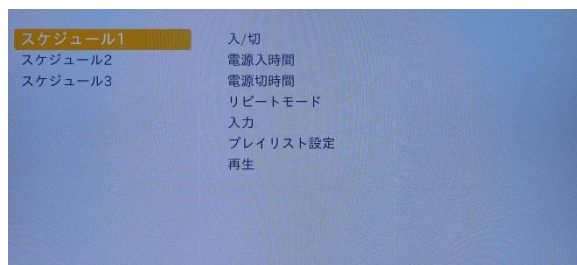 スケジュール1
スケジュール2
スケジュール3
入/切
電源入時間
電源切時間
リピートモード
入力
プレイリスト設定
再生